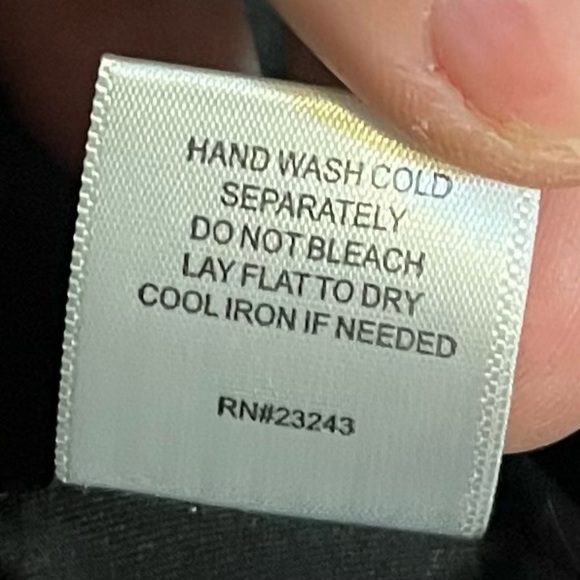 HAND WASH COLD
SEPARATELY
DO NOT BLEACH
LAY FLAT TO DRY
COOL IRON IF NEEDED
RN#23243